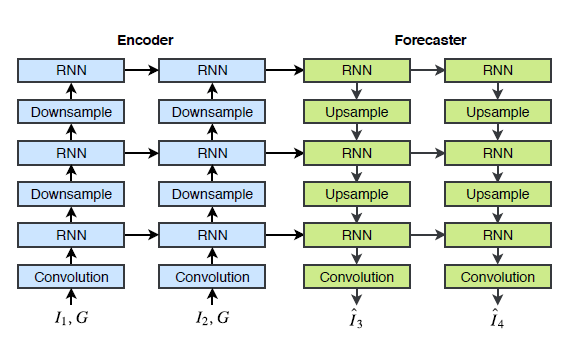 Encoder Forecaster
RNN RNN RNN RNN
Downsample Downsample Upsample Upsample
RNN RNN RNN RNN
Downsample Downsample Upsample Upsample
RNN RNN RNN RNN
Convolution Convolution Convolution Convolution
I₁, G I₂, G Î₃ Î₄